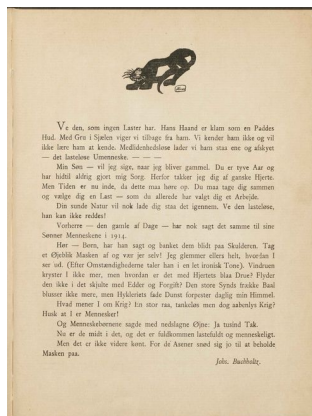 Ve den, som ingen Laster har. Hans Haand er klam som en Paddes
Hud. Med Gru i Sjælen viger vi tilbage fra ham. Vi kender ham ikke og vil
ikke lære ham at kende. Medlidenhedsløse lader vi ham staa ene og afskyet
— det lasteløse Umenneske. — — —
Min Søn — vil jeg sige, naar jeg bliver gammel. Du er tyve Aar og
har hidtil aldrig gjort mig Sorg. Herfor takker jeg dig af ganske Hjerte.
Men Tiden er nu inde, da dette maa høre op. Du maa tage dig sammen
og vælge dig en Last — som du allerede har valgt dig et Arbejde.
Din sunde Natur vil nok lade dig staa det igennem. Ve den lasteløse,
han kan ikke reddes!
Vorherre — den gamle af Dage — har nok sagt det samme til sine
Sønner Menneskene i 1914.
Hør — Børn, har han sagt og banket dem blidt paa Skulderen. Tag
et Øjeblik Masken af og vær jer selv! Jeg glemmer ellers helt, hvordan I
ser ud. (Efter Omstændighederne taler han i en let ironisk Tone). Vindruen
kryster I ikke mer, men hvordan er det med Hjertets blaa Drue? Flyder
den ikke i det skjulte med Edder og Forgift? Den store Synds frække Basl
blusser ikke mere, men Hykleriets fade Dunst forpester daglig min Himmel.
Hvad mener I om Krig? En stor raa, tankeløs men dog aabenlys Krig?
Husk at I er Mennesker!
Og Menneskebørnene sagde med nedslagne Øjne: Ja tusind Tak.
No er de midt i det, og det er fuldkommen lastefuldt og menneskeligt.
Men det er ikke videre kønt. For de Asener snød sig jo til at beholde
Masken paa.
Johs. Buchholtz.